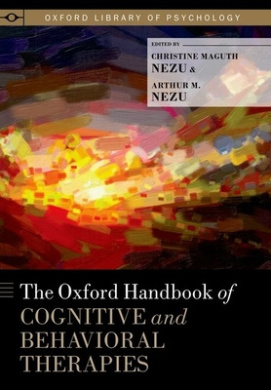 OXFORD LIBRARY OF PSYCHOLOGY
EDITED BY
CHRISTINE MAGUTH
NEZU &
ARTHUR M.
NEZU
The Oxford Handbook of
COGNITIVE and
BEHAVIORAL
THERAPIES